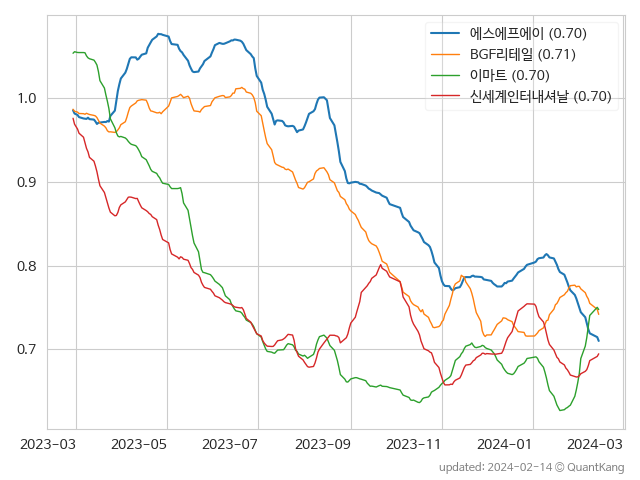 에스에프에이 (0.70)
BGF리테일 (0.71)
이마트 (0.70)
신세계인터내셔날 (0.70)
1.0
0.9
0.8
0.7
2023-03 2023-05 2023-07 2023-09 2023-11 2024-01 2024-03
updated: 2024-02-14 © QuantKang